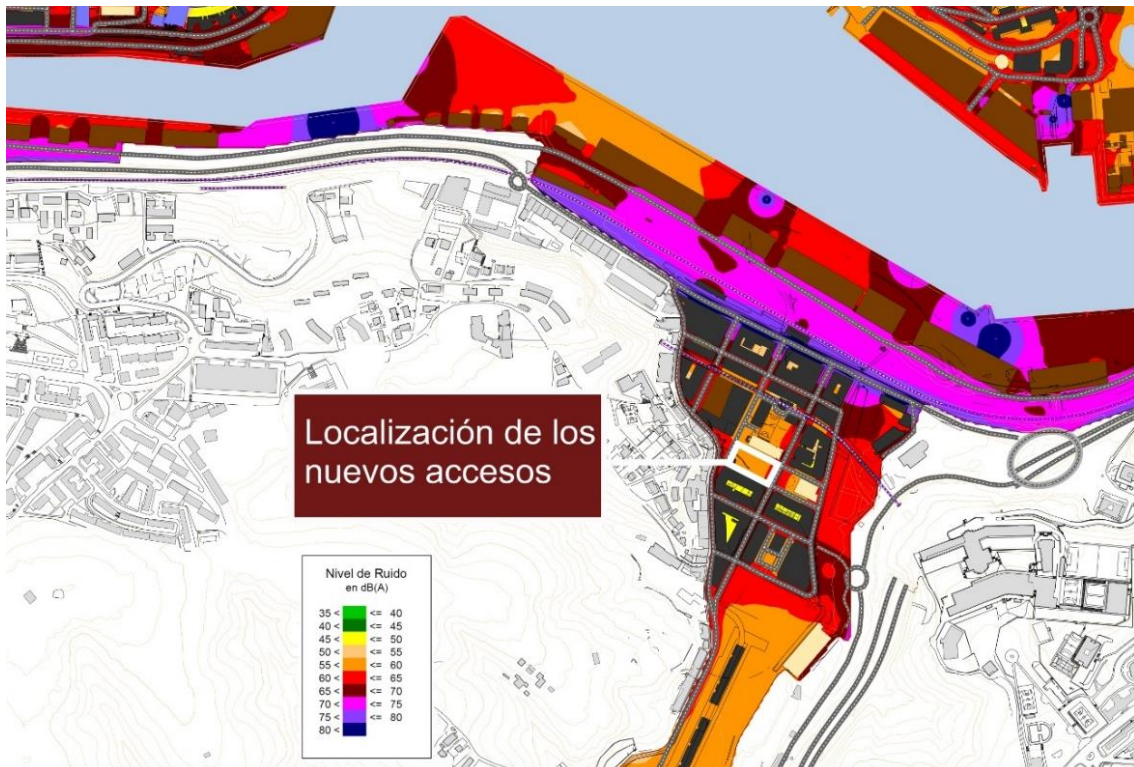 Localización de los
nuevos accesos
Nivel de Ruido
en dB(A)
35 < <= 40
40 < <= 45
45 < <= 50
50 < <= 55
55 < <= 60
60 < <= 65
65 < <= 70
70 < <= 75
75 < <= 80
80 <